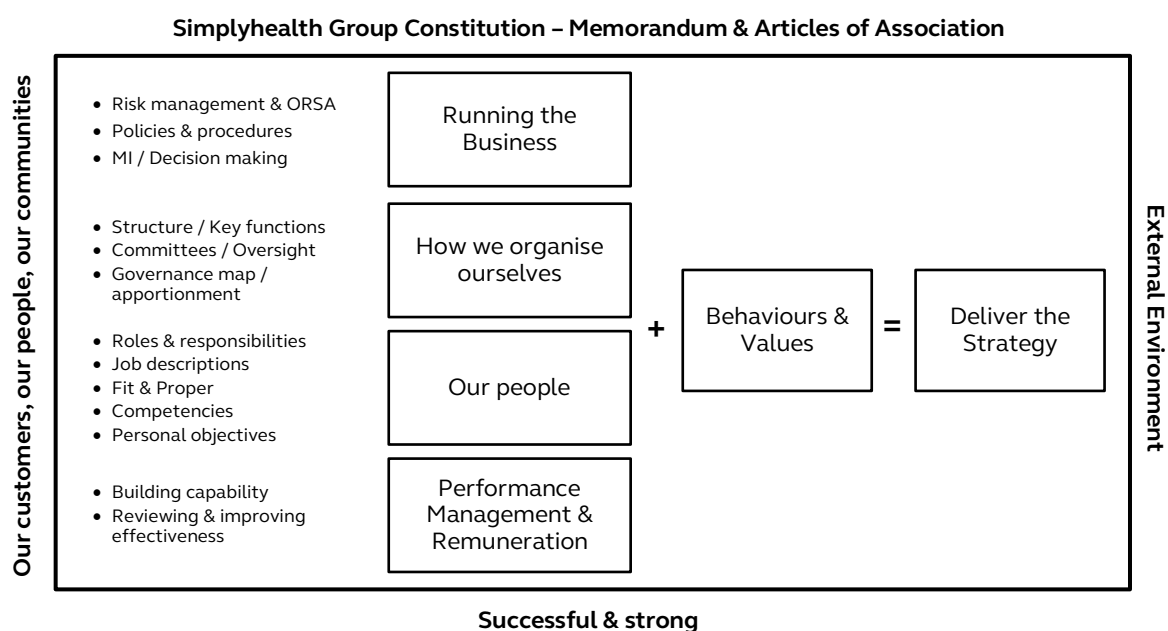 Simplyhealth Group Constitution – Memorandum & Articles of Association
Our customers, our people, our communities
• Risk management & ORSA
• Policies & procedures
• MI / Decision making
Running the
Business
• Structure / Key functions
• Committees / Oversight
• Governance map /
apportionment
How we organise
ourselves
• Roles & responsibilities
• Job descriptions
• Fit & Proper
• Competencies
• Personal objectives
Our people
• Building capability
• Reviewing & improving
effectiveness
Performance
Management &
Remuneration
+
Behaviours &
Values
=
Deliver the
Strategy
External Environment
Successful & strong